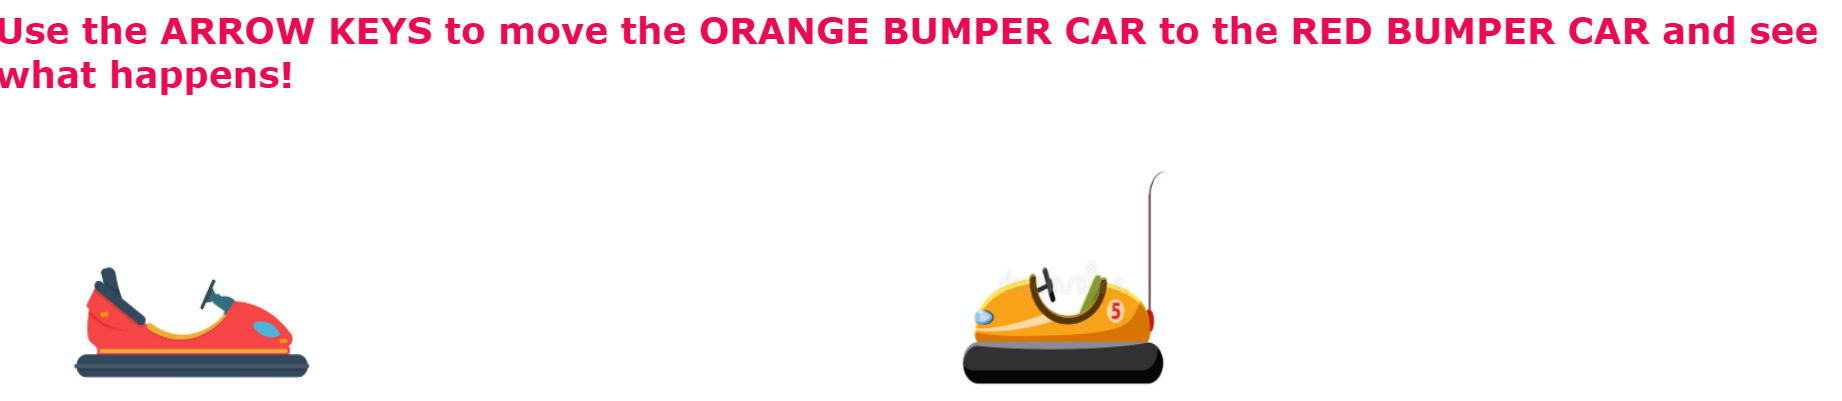 Use the ARROW KEYS to move the ORANGE BUMPER CAR to the RED BUMPER CAR and see
what happens!
5